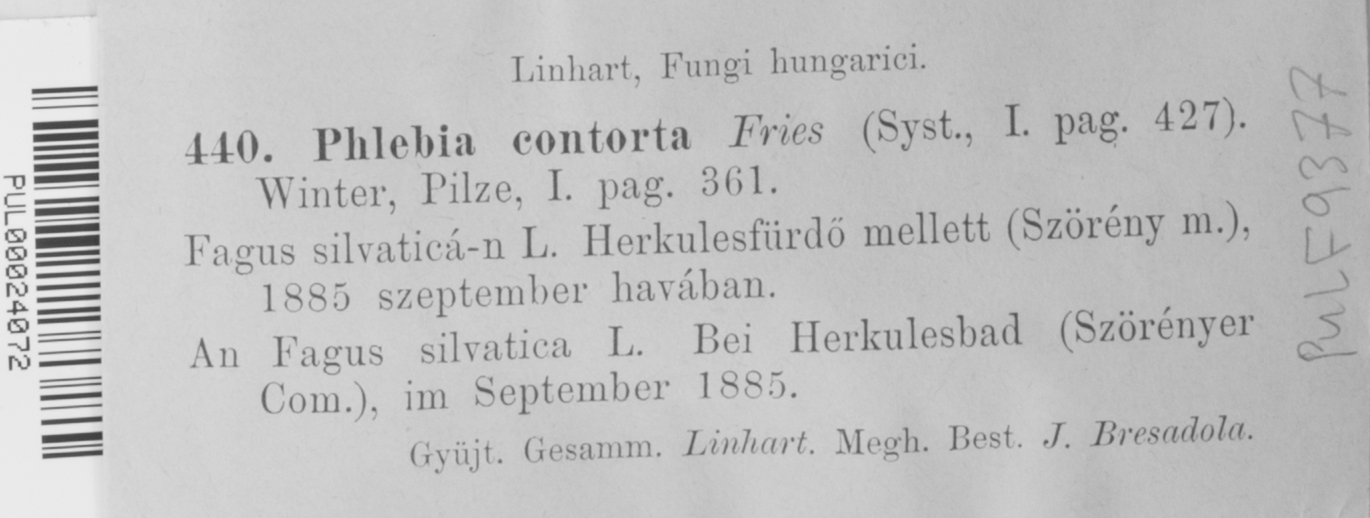 Linhart, Fungi hungarici.
440. Phlebia contorta Fries (Syst., I. pag. 427).
Winter, Pilze, I. pag. 361.
Fagus silvaticá-n L. Herkulesfürdő mellett (Szörény m.),
1885 szeptember havában.
An Fagus silvatica L. Bei Herkulesbad (Szörényer
Com.), im September 1885.
Gyüjt. Gesamm. Linhart. Megh. Best. J. Bresadola.
PUL00024072
PulF9377